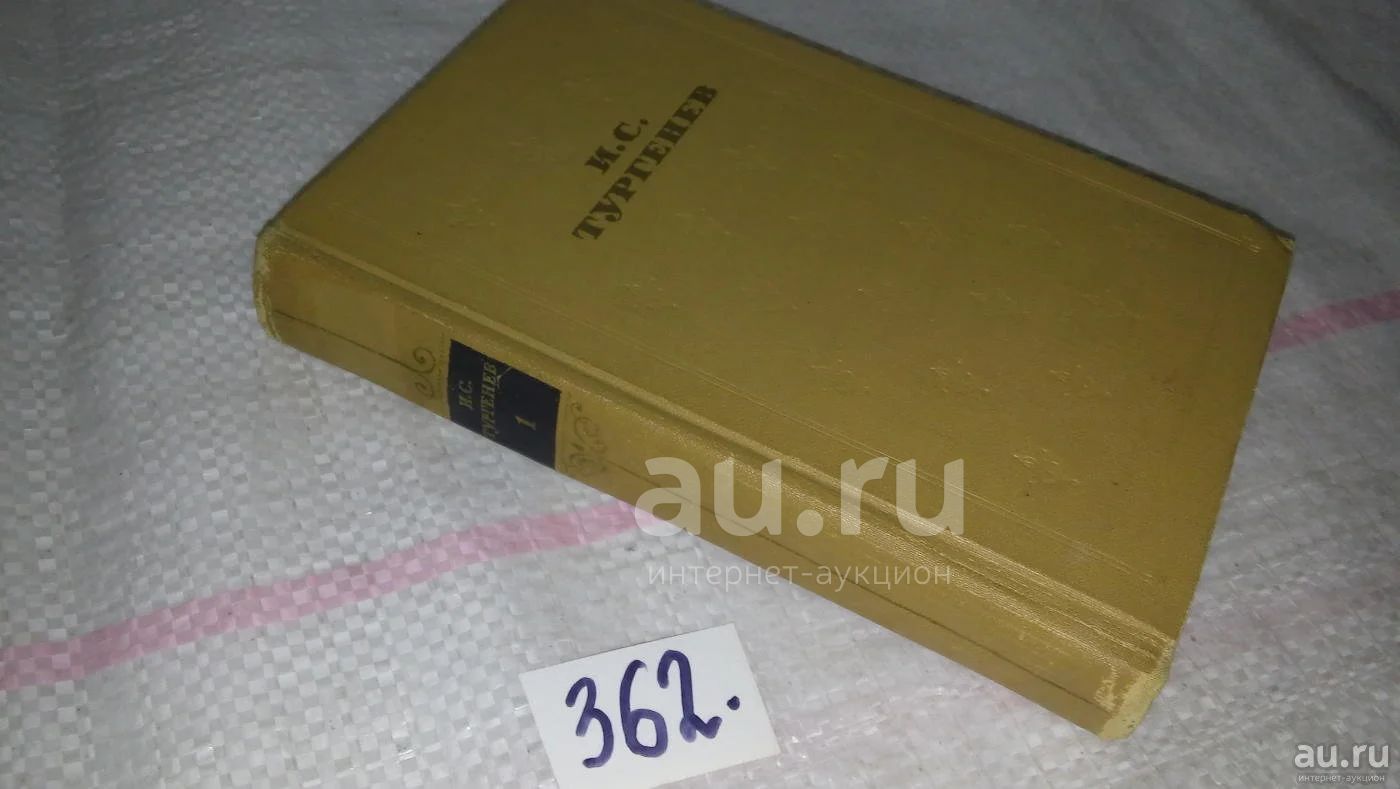 И.С.
ТУРГЕНЕВ
И.С.
ТУРГЕНЕВ
1
au.ru
интернет-аукцион
362.
au.ru
интернет-аукцион